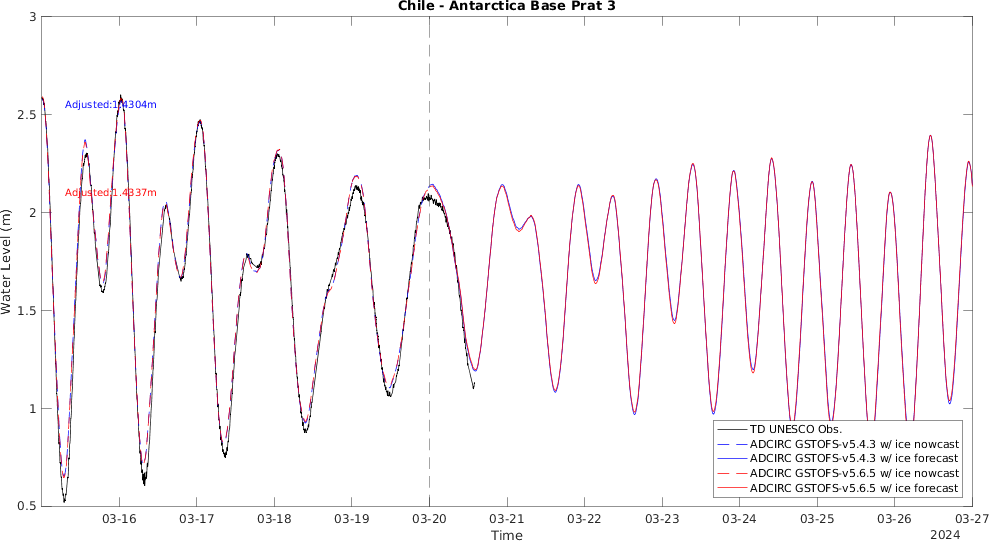 Chile - Antarctica Base Prat 3
3
2.5
2
1.5
1
0.5
Water Level (m)
Adjusted:1.4304m
Adjusted:1.4337m
TD UNESCO Obs.
ADCIRC GSTOFS-v5.4.3 w/ ice nowcast
ADCIRC GSTOFS-v5.4.3 w/ ice forecast
ADCIRC GSTOFS-v5.6.5 w/ ice nowcast
ADCIRC GSTOFS-v5.6.5 w/ ice forecast
03-16 03-17 03-18 03-19 03-20 03-21 03-22 03-23 03-24 03-25 03-26 03-27
Time
2024